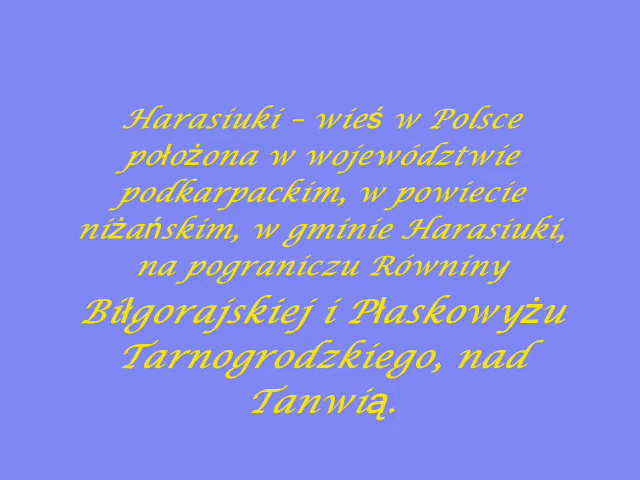 Harasiuki – wieś w Polsce
położona w województwie
podkarpackim, w powiecie
niżańskim, w gminie Harasiuki,
na pograniczu Równiny
Biłgorajskiej i Płaskowyżu
Tarnogrodzkiego, nad
Tanwią.